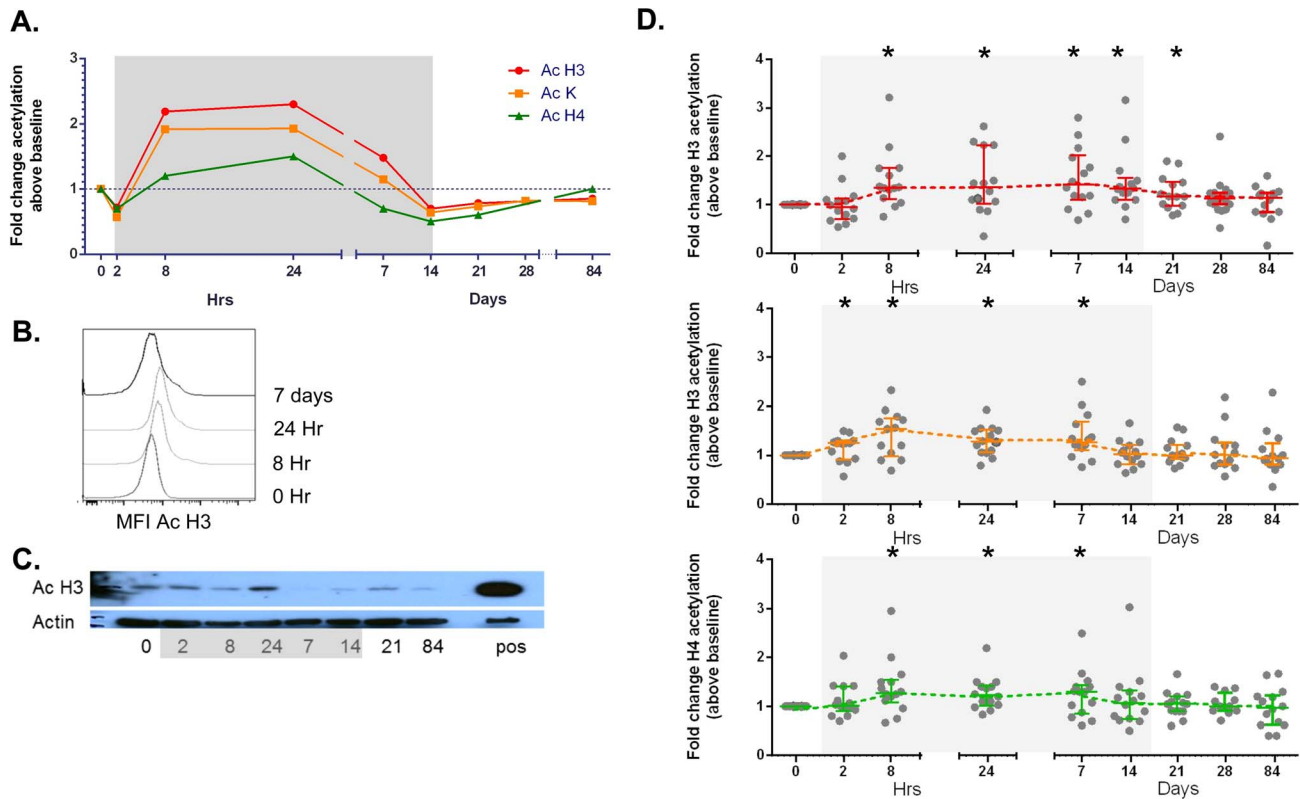 A.
Fold change acetylation
above baseline
3
2
1
0
Ac H3
Ac K
Ac H4
0 2 8 24 7 14 21 28 84
Hrs Days
B.
7 days
24 Hr
8 Hr
0 Hr
MFI Ac H3
C.
Ac H3
Actin
0 2 8 24 7 14 21 84 pos
D.
Fold change H3 acetylation
(above baseline)
4
3
2
1
0
* * * * *
0 2 8 24 7 14 21 28 84
Hrs Days
Fold change H3 acetylation
(above baseline)
4
3
2
1
0
* * * *
0 2 8 24 7 14 21 28 84
Hrs Days
Fold change H4 acetylation
(above baseline)
4
3
2
1
0
* * *
0 2 8 24 7 14 21 28 84
Hrs Days